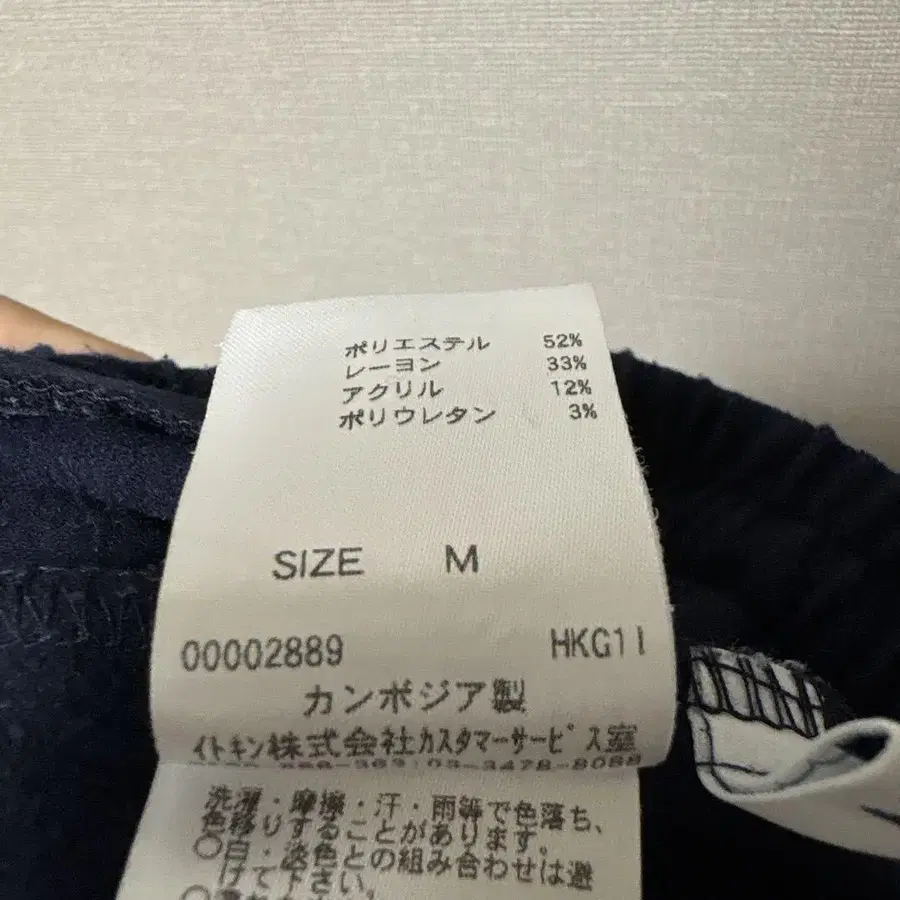 ポリエステル 52%
レーヨン 33%
アクリル 12%
ポリウレタン 3%
SIZE M
00002889 HKG11
カンボジア製
イトキン株式会社カスタマーサービス室
03-3478-8088
洗濯・摩擦・汗・雨等で色落ち、
色移りすることがあります。
○白・淡色との組み合わせは避
けて下さい。